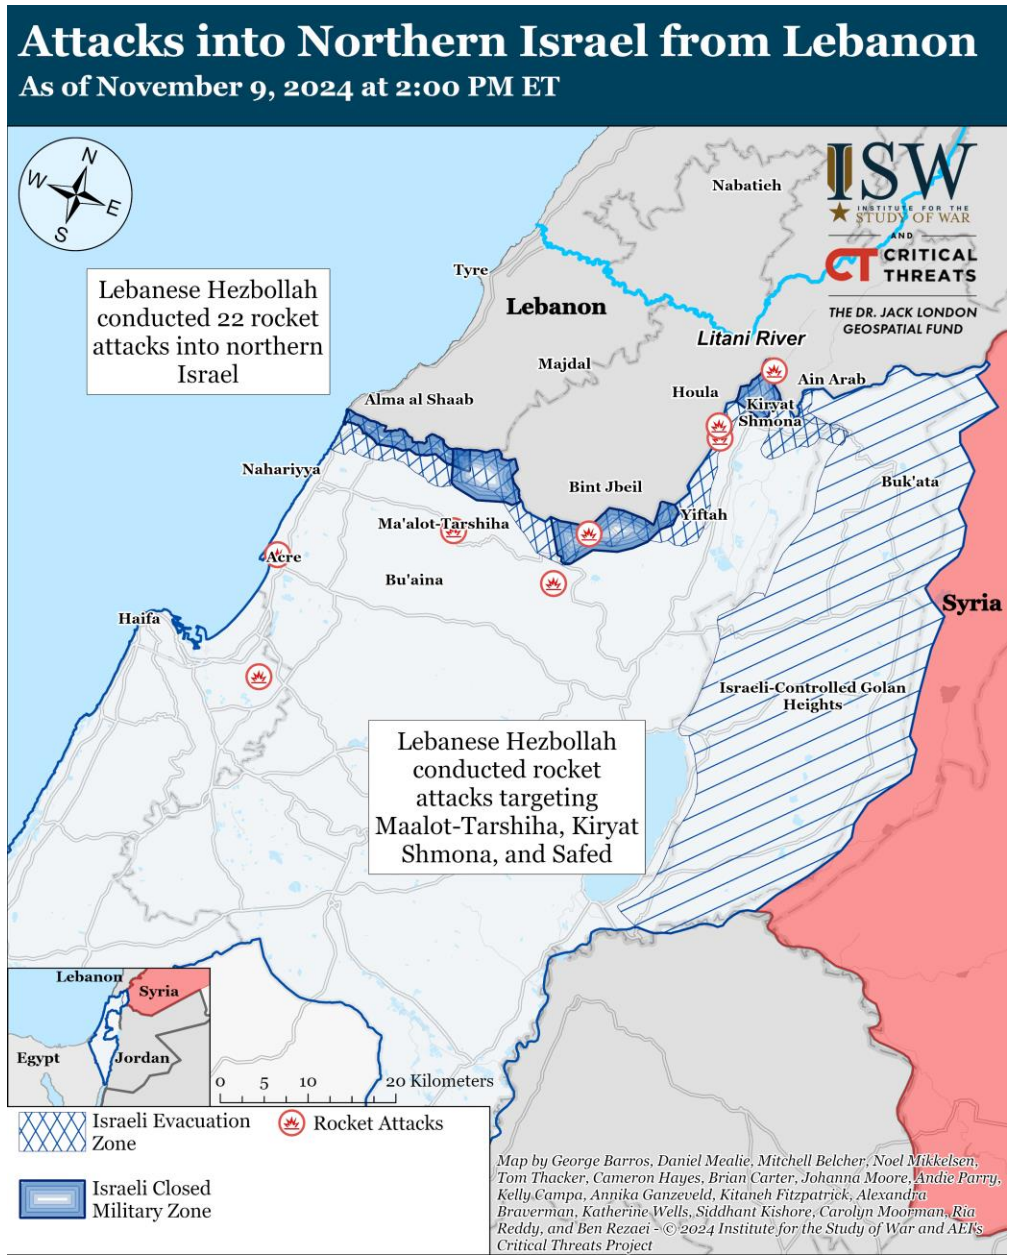 Attacks into Northern Israel from Lebanon
As of November 9, 2024 at 2:00 PM ET
N
W
E
S
ISW
INSTITUTE FOR THE
STUDY OF WAR
AND
CT CRITICAL
THREATS
THE DR. JACK LONDON
GEOSPATIAL FUND
Lebanese Hezbollah
conducted 22 rocket
attacks into northern
Israel
Nabatieh
Tyre
Lebanon
Litani River
Majdal
Ain Arab
Houla
Alma al Shaab
Kiryat
Shmona
Nahariyya
Bint Jbeil
Buk'ata
Yiftah
Ma'alot-Tarshiha
Acre
Bu'aina
Haifa
Syria
Israeli-Controlled Golan
Heights
Lebanese Hezbollah
conducted rocket
attacks targeting
Maalot-Tarshiha, Kiryat
Shmona, and Safed
Lebanon
Syria
Egypt
Jordan
0 5 10 20 Kilometers
Israeli Evacuation
Zone
Rocket Attacks
Israeli Closed
Military Zone
Map by George Barros, Daniel Mealie, Mitchell Belcher, Noel Mikkelsen,
Tom Thacker, Cameron Hayes, Brian Carter, Johanna Moore, Andie Parry,
Kelly Campa, Annika Ganzeveld, Kitaneh Fitzpatrick, Alexandra
Braverman, Katherine Wells, Siddhant Kishore, Carolyn Moorman, Ria
Reddy, and Ben Rezaei - © 2024 Institute for the Study of War and AEI's
Critical Threats Project